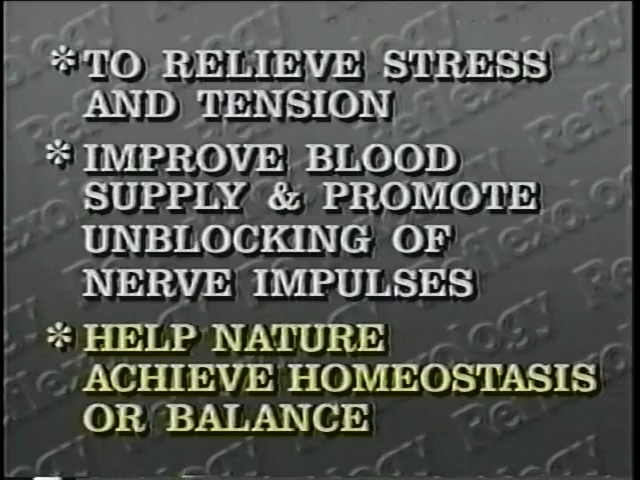 * TO RELIEVE STRESS
AND TENSION
* IMPROVE BLOOD
SUPPLY & PROMOTE
UNBLOCKING OF
NERVE IMPULSES
* HELP NATURE
ACHIEVE HOMEOSTASIS
OR BALANCE
Reflexology